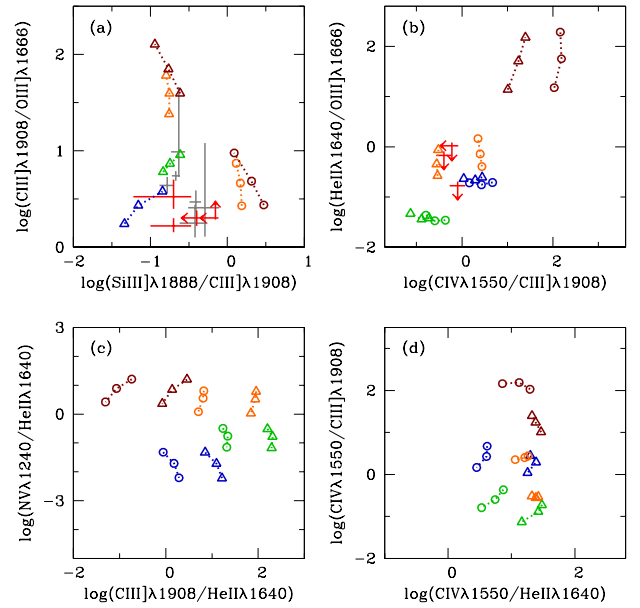 (a)
(b)
2
1
0
log(CIII]λ1908/OIII]λ1666)
−2
−1
0
1
log(SiIII]λ1888/CIII]λ1908)
2
0
−2
log(HeIIλ1640/OIII]λ1666)
0
2
log(CIVλ1550/CIII]λ1908)
(c)
(d)
3
0
−3
log(NVλ1240/HeIIλ1640)
−2
0
2
log(CIII]λ1908/HeIIλ1640)
2
0
−2
log(CIVλ1550/CIII]λ1908)
0
2
log(CIVλ1550/HeIIλ1640)